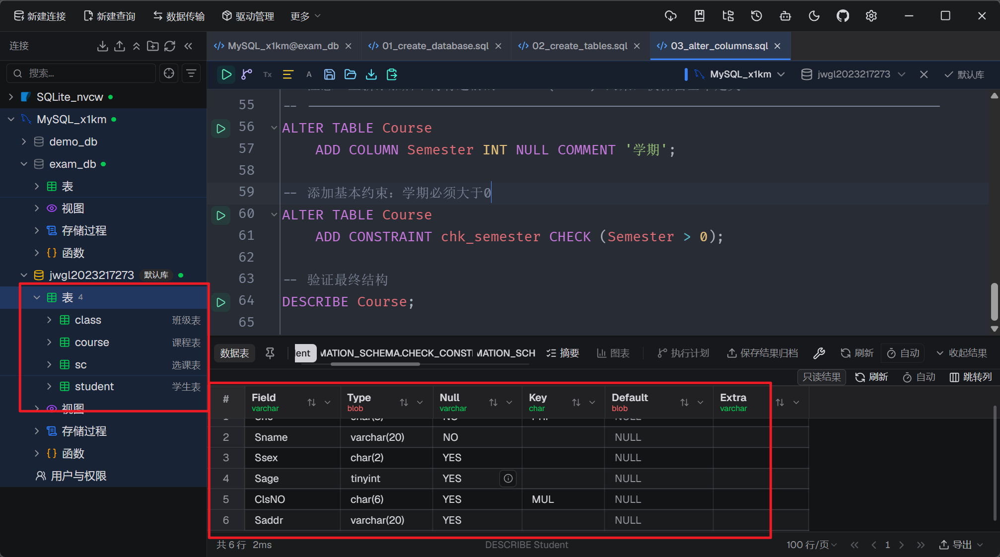 新建连接 新建查询 数据传输 驱动管理 更多
连接
MySQL_x1km@exam_db 01_create_database.sql 02_create_tables.sql 03_alter_columns.sql
搜索...
Tx A MySQL_x1km jwgl2023217273 默认库
SQLite_nvcw
MySQL_x1km
demo_db
exam_db
表
视图
存储过程
{} 函数
jwgl2023217273 默认库
表 4
class 班级表
course 课程表
sc 选课表
student 学生表
视图
存储过程
{} 函数
用户与权限
55 --
56 ALTER TABLE Course
57 ADD COLUMN Semester INT NULL COMMENT '学期';
58
59 -- 添加基本约束：学期必须大于0
60 ALTER TABLE Course
61 ADD CONSTRAINT chk_semester CHECK (Semester > 0);
62
63 -- 验证最终结构
64 DESCRIBE Course;
65
数据表 ent MATION_SCHEMA.CHECK_CONSTI MATION_SCH 摘要 图表 执行计划 保存结果归档 刷新 自动 收起结果
只读结果 刷新 自动 跳转列
# Field Type Null Key Default Extra
varchar blob varchar char blob varchar
2 Sname varchar(20) NO NULL
3 Ssex char(2) YES NULL
4 Sage tinyint YES NULL
5 ClsNO char(6) YES MUL NULL
6 Saddr varchar(20) YES NULL
共 6 行 2ms DESCRIBE Student 100 行/页 1 导出